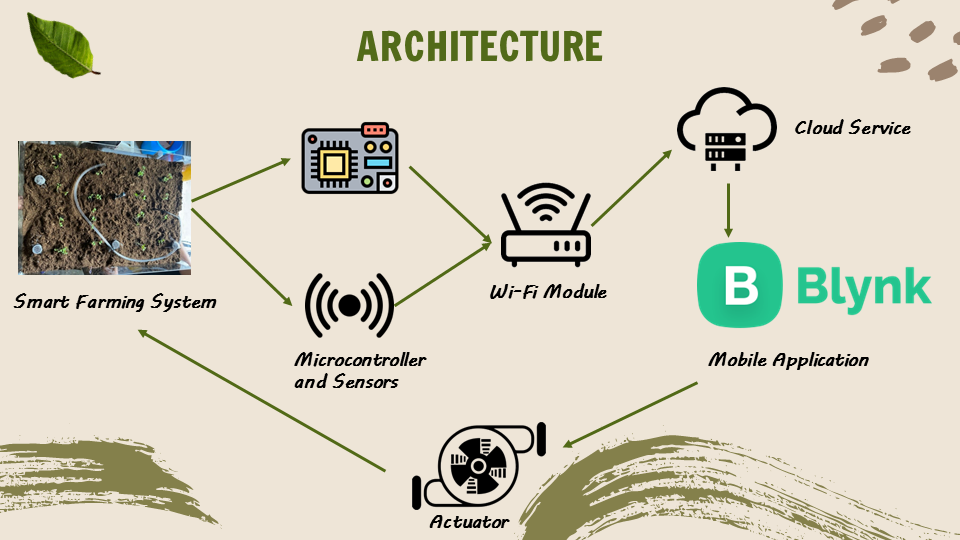 ARCHITECTURE
Cloud Service
Smart Farming System
Wi-Fi Module
B Blynk
Microcontroller
and Sensors
Mobile Application
Actuator